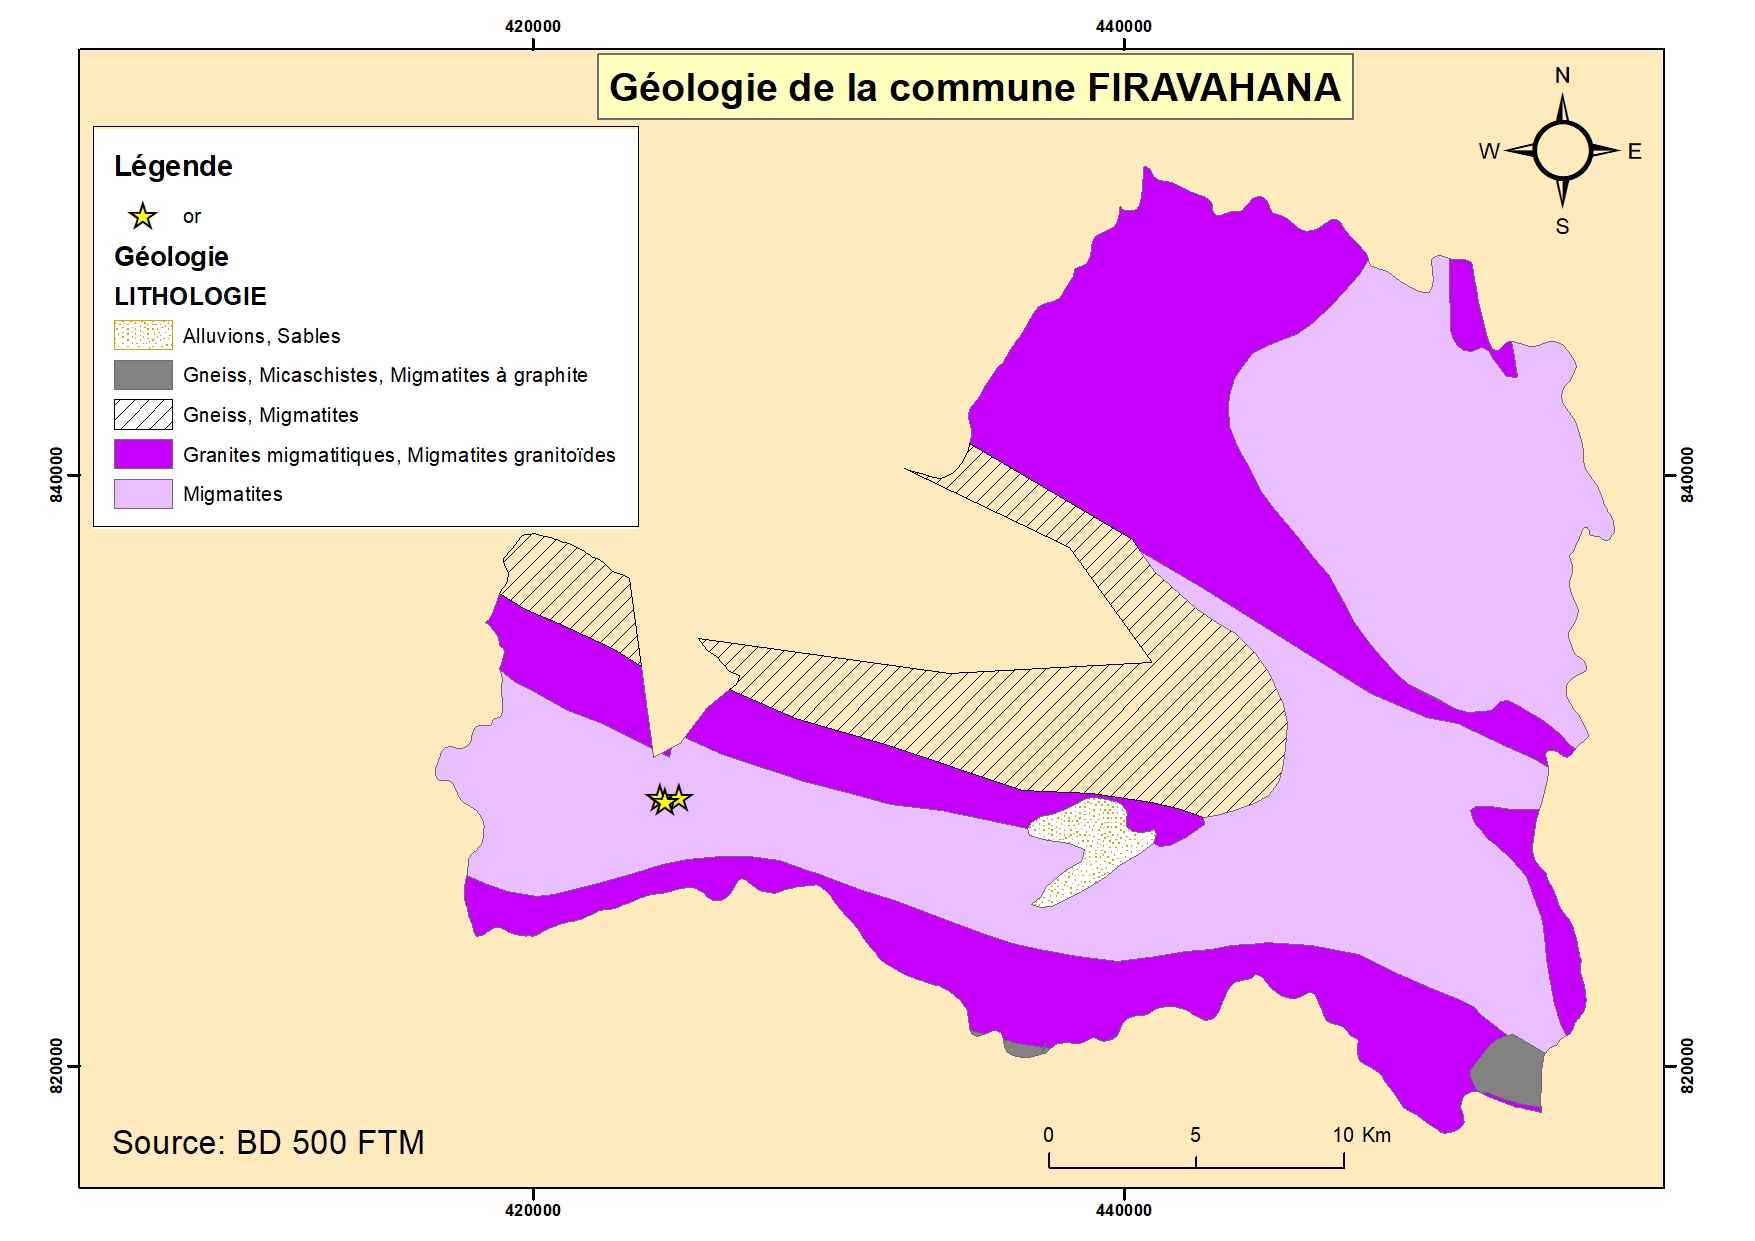 420000
440000
Géologie de la commune FIRAVAHANA
N
W
E
S
Légende
or
Géologie
LITHOLOGIE
Alluvions, Sables
Gneiss, Micaschistes, Migmatites à graphite
Gneiss, Migmatites
Granites migmatitiques, Migmatites granitoïdes
Migmatites
840000
840000
820000
820000
Source: BD 500 FTM
0 5 10 Km
420000
440000